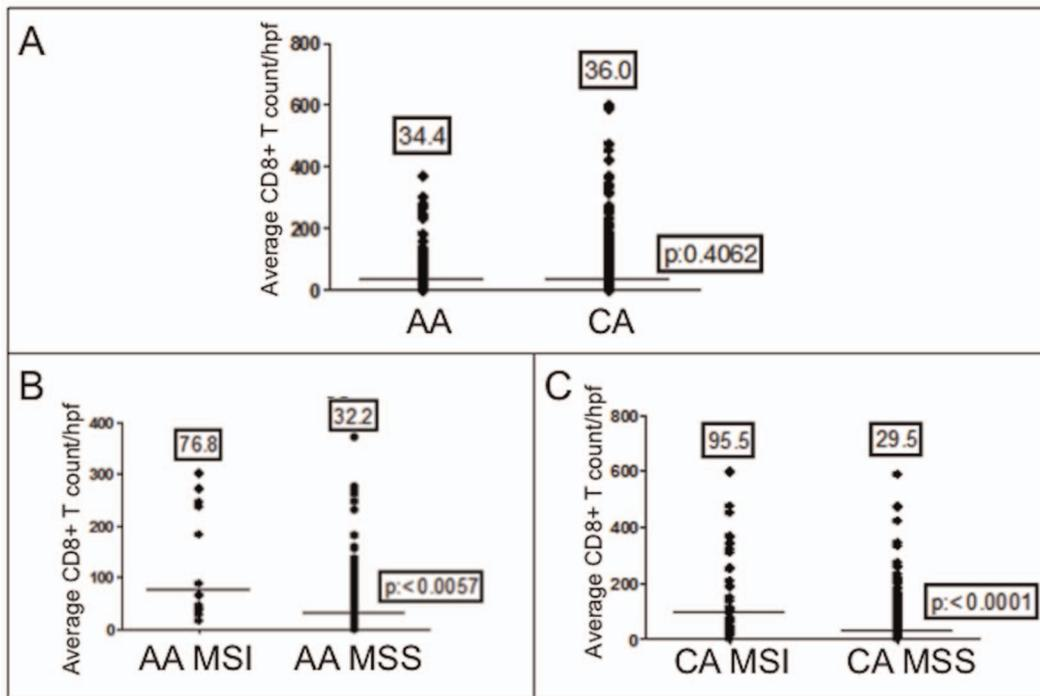 A
Average CD8+ T count/hpf
800
600
400
200
0
34.4
36.0
p:0.4062
AA
CA
B
Average CD8+ T count/hpf
400
300
200
100
0
76.8
32.2
p:<0.0057
AA MSI
AA MSS
C
Average CD8+ T count/hpf
800
600
400
200
0
95.5
29.5
p:<0.0001
CA MSI
CA MSS